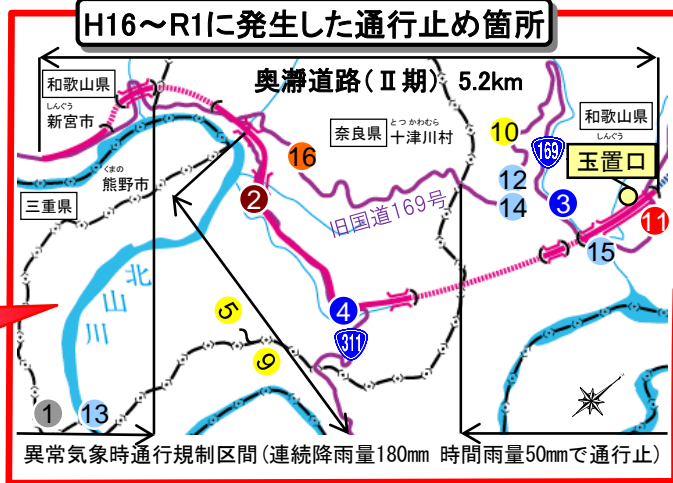 H16～R1に発生した通行止め箇所
奥瀞道路(Ⅱ期) 5.2km
和歌山県
しんぐう
新宮市
奈良県
とつかわむら
十津川村
和歌山県
しんぐう
玉置口
くまの
熊野市
三重県
旧国道169号
北山川
169
311
16
10
12
14
3
15
11
2
4
5
9
1
13
異常気象時通行規制区間(連続降雨量180mm 時間雨量50mmで通行止)